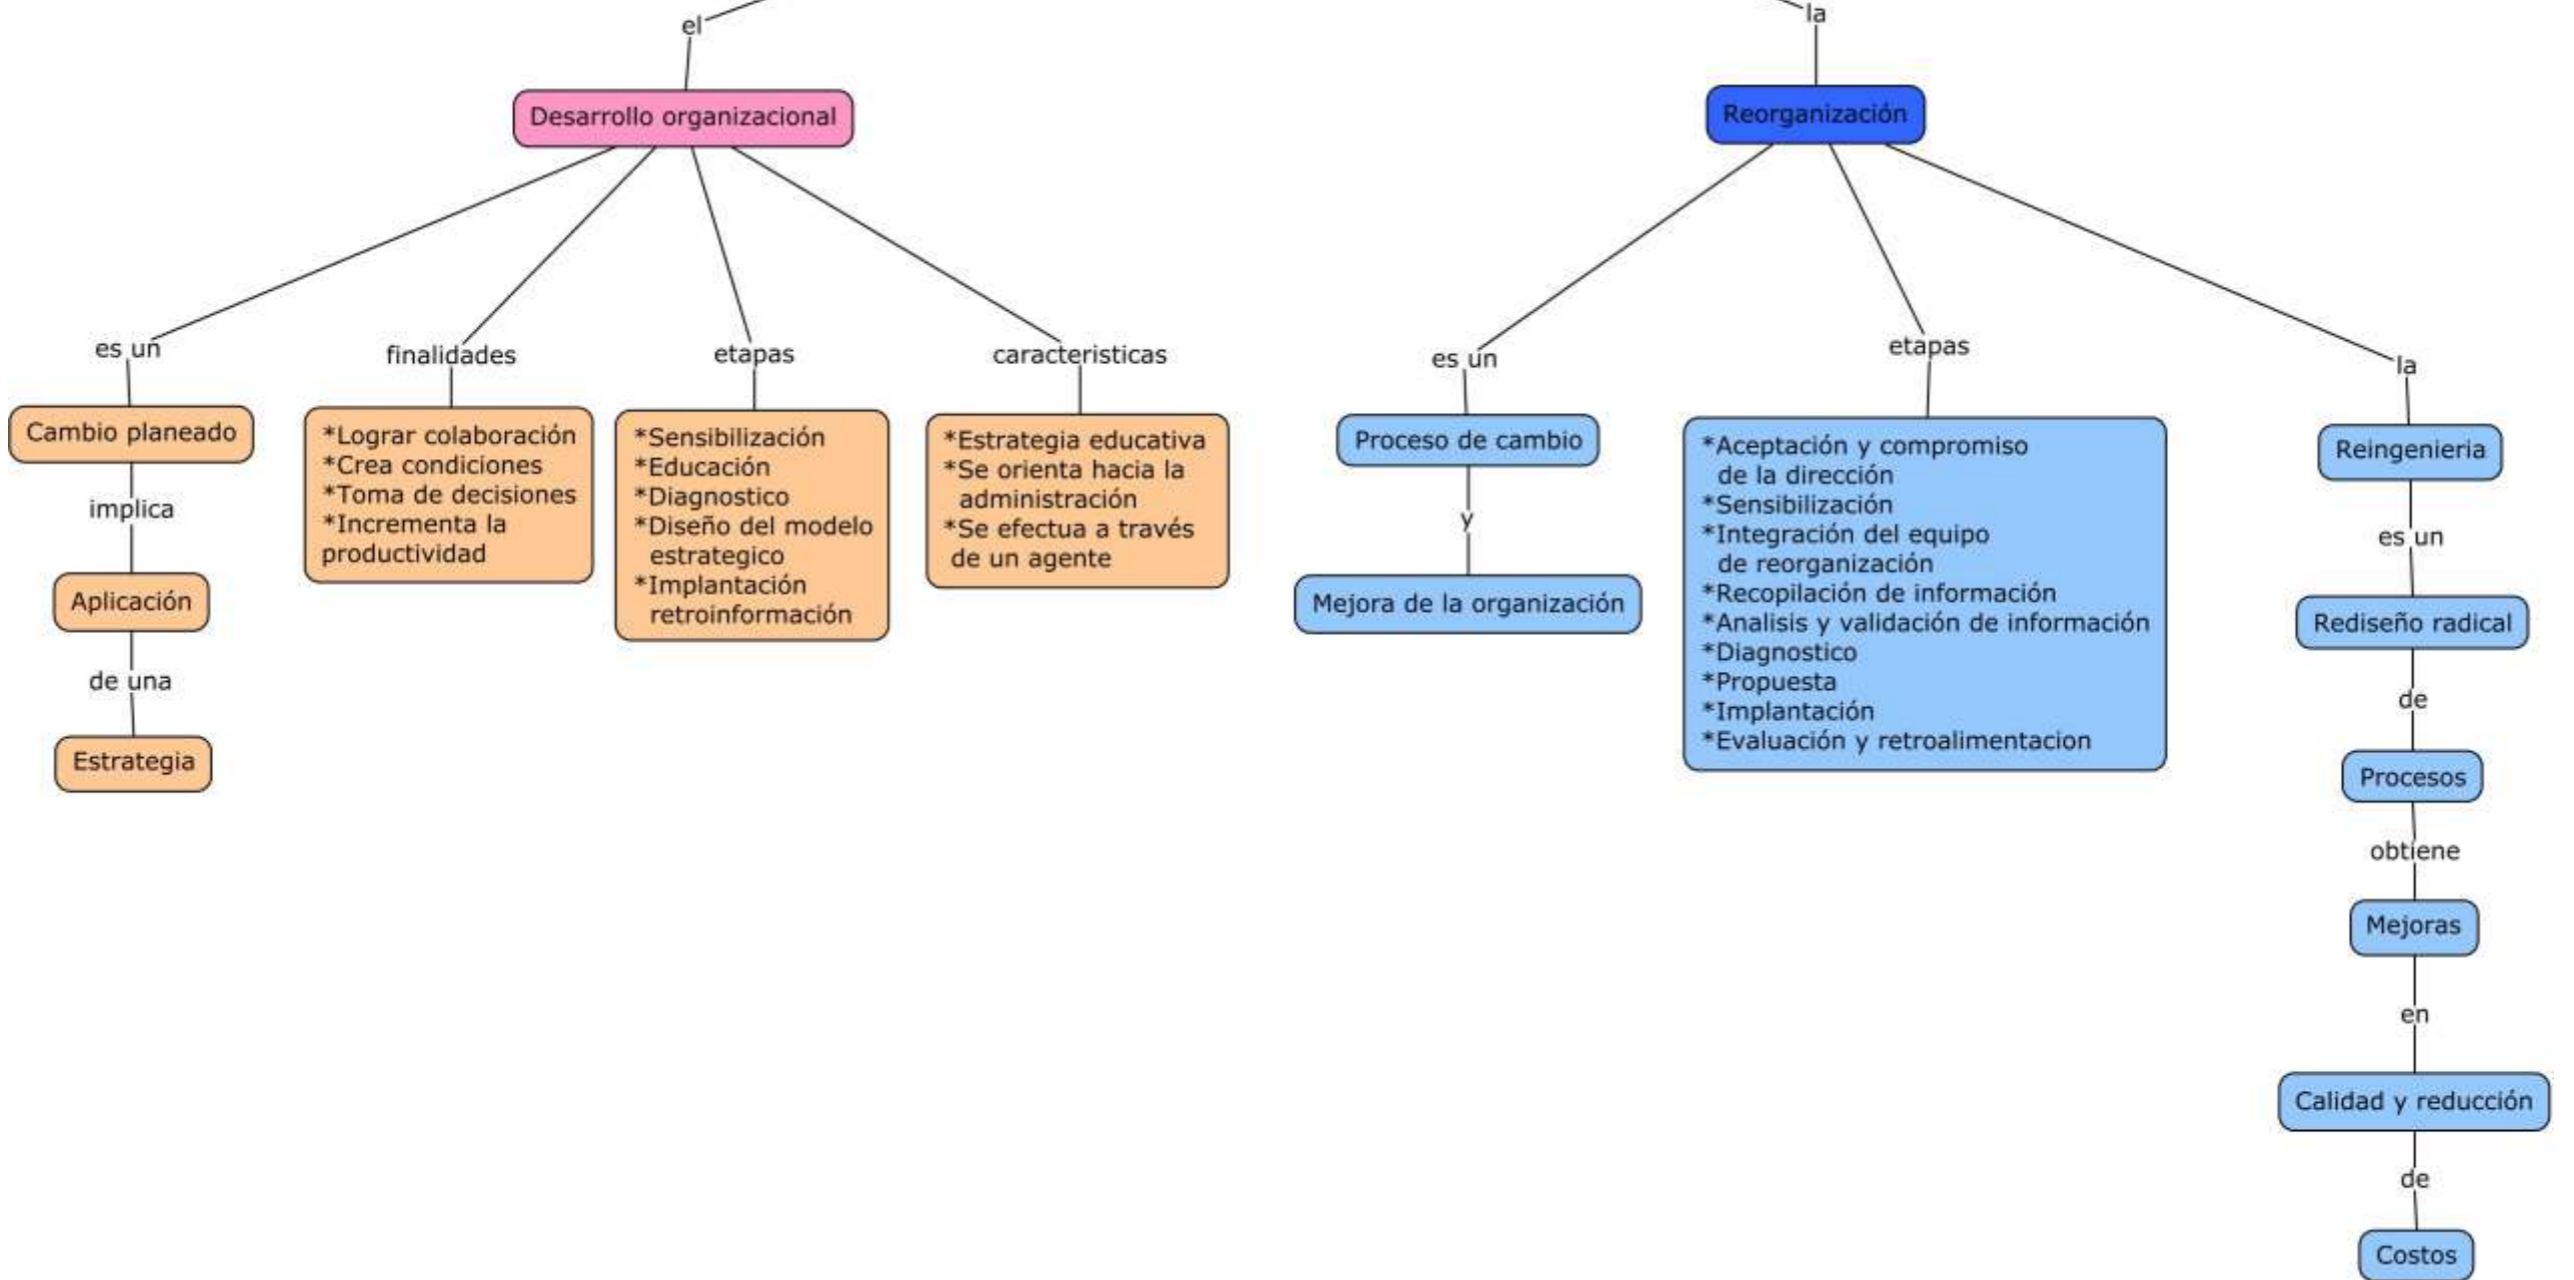 el
la
Desarrollo organizacional
Reorganización
es un
finalidades
etapas
caracteristicas
es un
etapas
la
Cambio planeado
implica
Aplicación
de una
Estrategia
*Lograr colaboración
*Crea condiciones
*Toma de decisiones
*Incrementa la
productividad
*Sensibilización
*Educación
*Diagnostico
*Diseño del modelo
estrategico
*Implantación
retroinformación
*Estrategia educativa
*Se orienta hacia la
administración
*Se efectua a través
de un agente
Proceso de cambio
y
Mejora de la organización
*Aceptación y compromiso
de la dirección
*Sensibilización
*Integración del equipo
de reorganización
*Recopilación de información
*Analisis y validación de información
*Diagnostico
*Propuesta
*Implantación
*Evaluación y retroalimentacion
Reingenieria
es un
Rediseño radical
de
Procesos
obtiene
Mejoras
en
Calidad y reducción
de
Costos